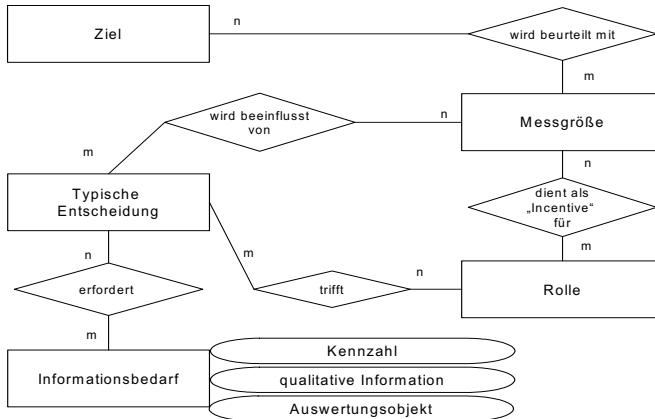 Ziel
n
wird beurteilt mit
m
wird beeinflusst
von
n
Messgröße
m
n
Typische
Entscheidung
dient als
„Incentive“
für
m
n
m
n
erfordert
trifft
Rolle
m
Informationsbedarf
Kennzahl
qualitative Information
Auswertungsobjekt